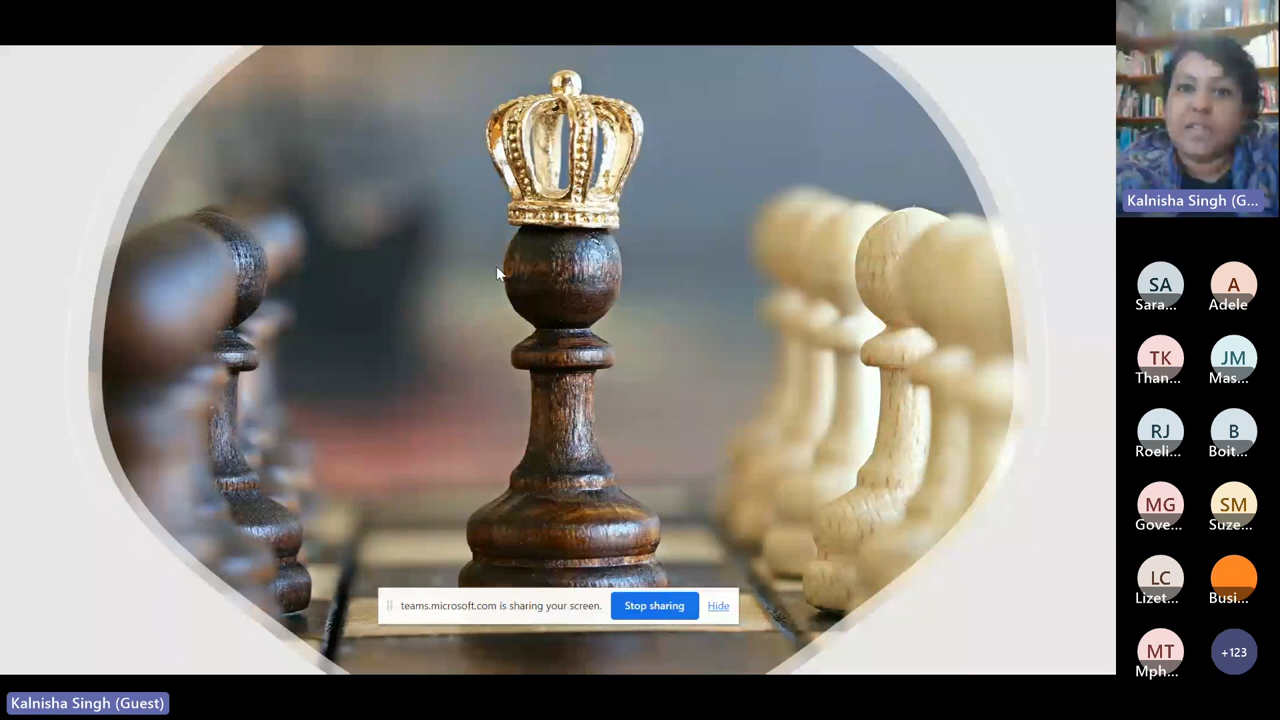 Kalnisha Singh (G...
SA
A
Sara...
Adele
TK
JM
Than...
Mas...
RJ
B
Roeli...
Boit...
MG
SM
Gove...
Suze...
LC
Lizet...
Busi...
MT
+123
Mph...
teams.microsoft.com is sharing your screen.
Stop sharing
Hide
Kalnisha Singh (Guest)